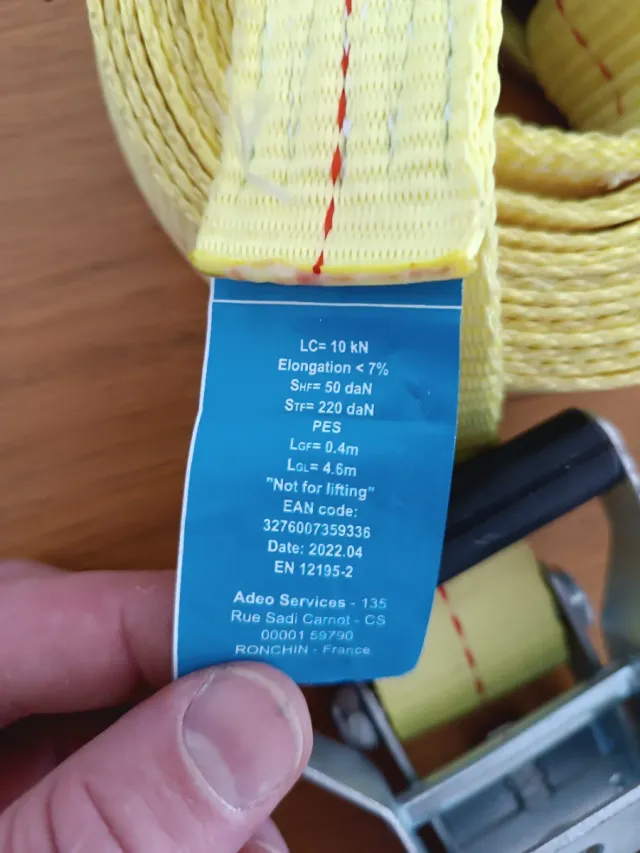 LC= 10 kN
Elongation < 7%
SHF= 50 daN
STF= 220 daN
PES
LGF= 0.4m
LGL= 4.6m
"Not for lifting"
EAN code:
3276007359336
Date: 2022.04
EN 12195-2
Adeo Services - 135
Rue Sadi Carnot - CS
00001 59790
RONCHIN - France